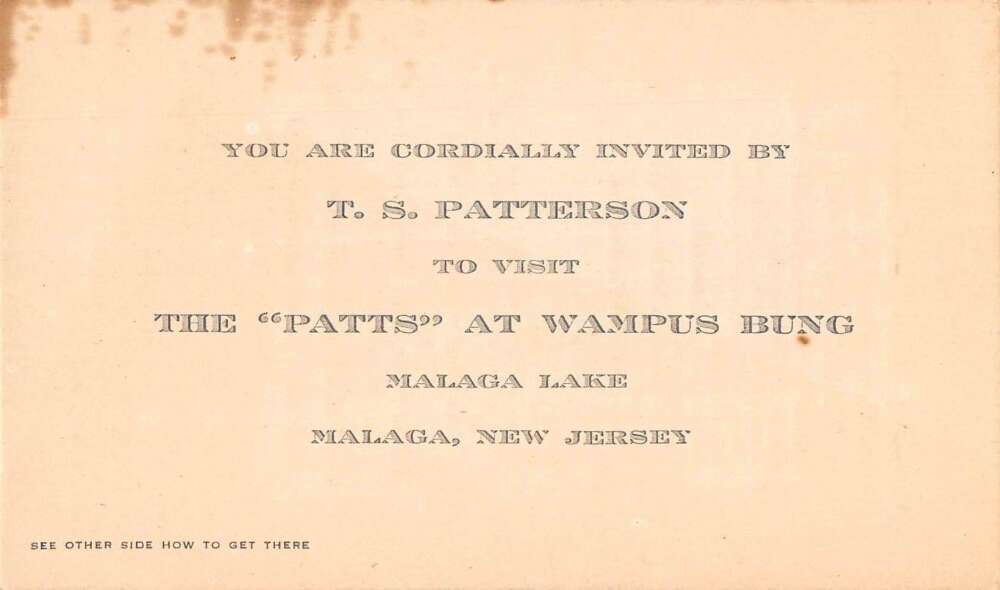 YOU ARE CORDIALLY INVITED BY
T. S. PATTERSON
TO VISIT
THE “PATTS” AT WAMPUS BUNG
MALAGA LAKE
MALAGA, NEW JERSEY
SEE OTHER SIDE HOW TO GET THERE